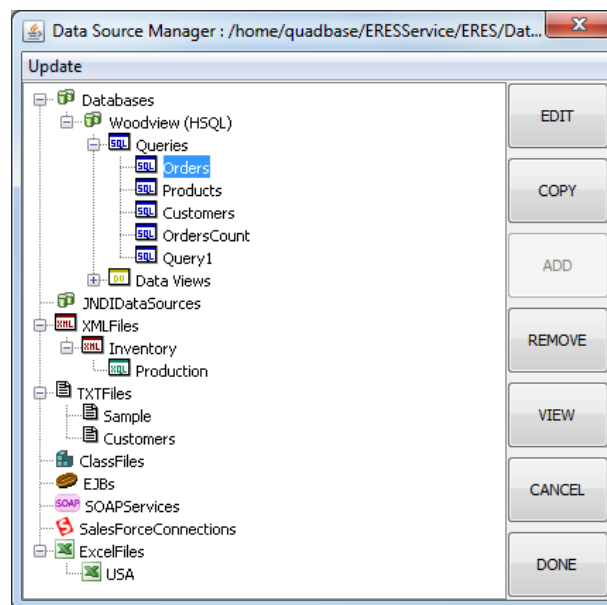 Data Source Manager : /home/quadbase/ERESService/ERES/Dat...
Update
Databases
Woodview (HSQL)
SQL Queries
SQL Orders
SQL Products
SQL Customers
SQL OrdersCount
SQL Query1
DV Data Views
JNDIDataSources
XML XMLFiles
XML Inventory
XQL Production
TXTFiles
Sample
Customers
ClassFiles
EJBs
SOAP SOAPServices
SalesForceConnections
ExcelFiles
USA
EDIT
COPY
ADD
REMOVE
VIEW
CANCEL
DONE